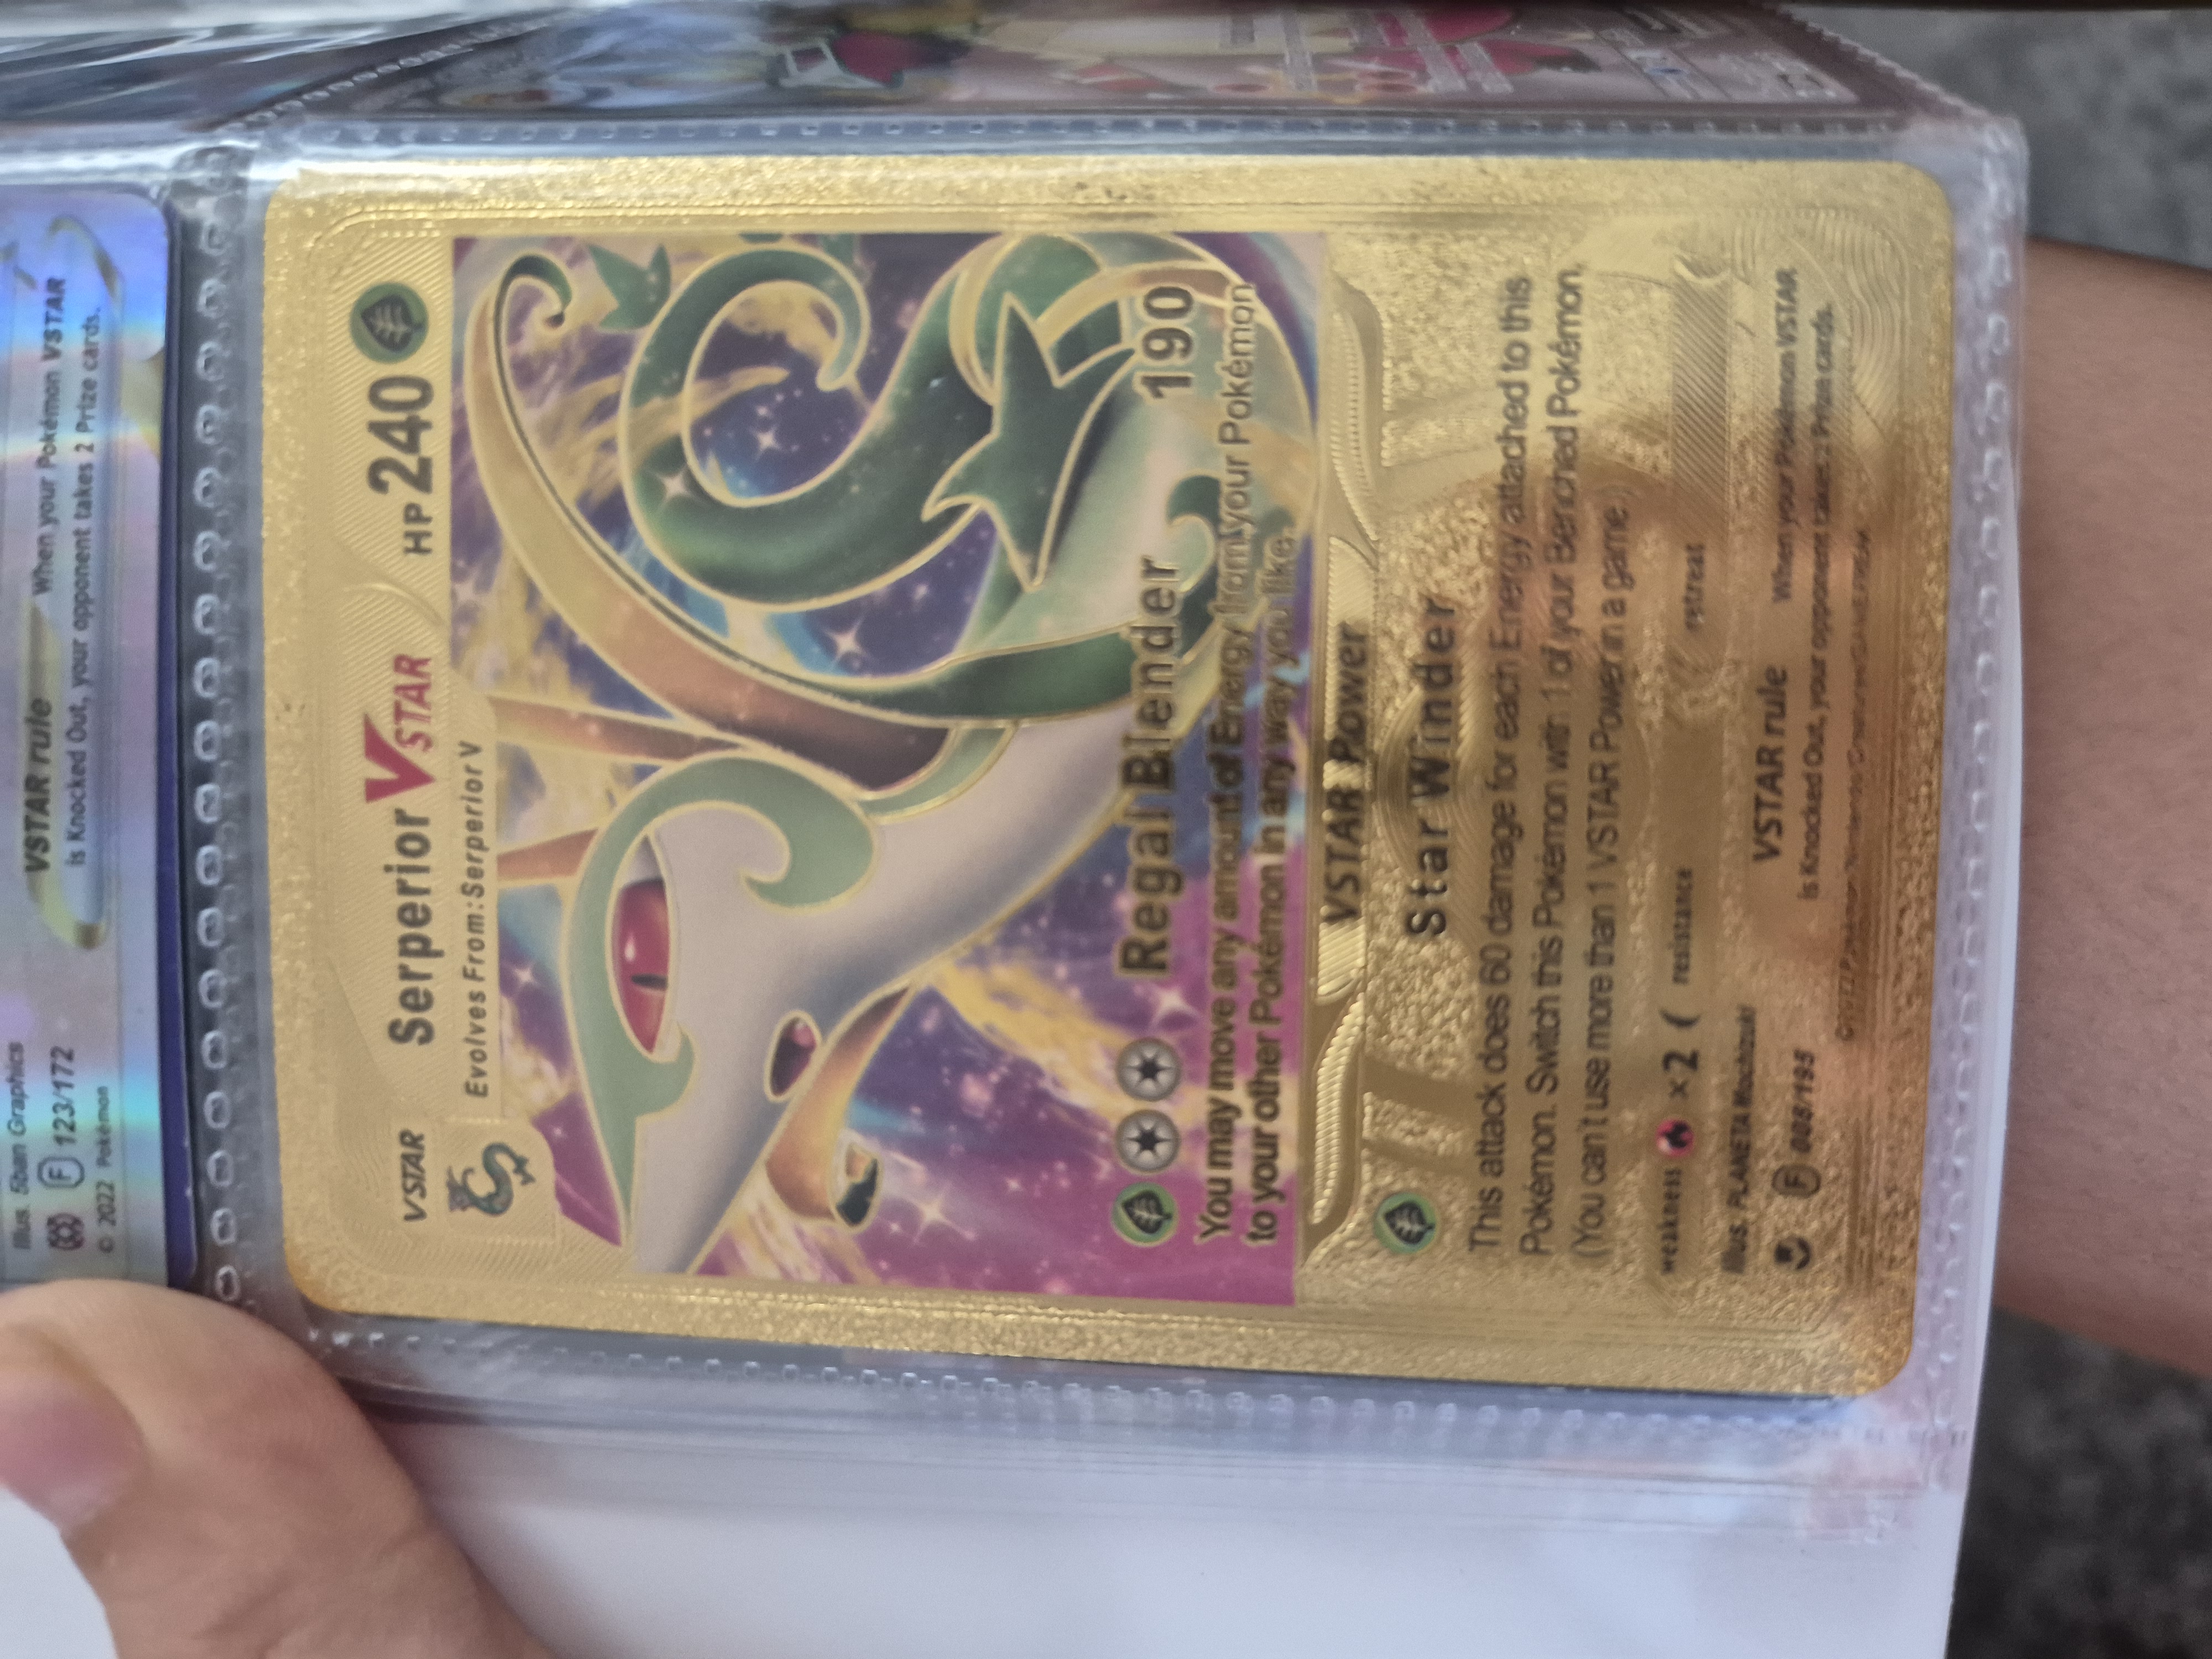 VSTAR
Serperior VSTAR HP 240
Evolves From:Serperior V
Regal Blender 190
You may move any amount of Energy from your Pokémon
to your other Pokémon in any way you like.
VSTAR Power
Star Winder
This attack does 60 damage for each Energy attached to this
Pokémon. Switch this Pokémon with 1 of your Benched Pokémon.
(You can't use more than 1 VSTAR Power in a game.)
weakness ×2 resistance retreat
Illus. PLANETA Mochizuki
VSTAR rule When your Pokémon VSTAR
is Knocked Out, your opponent takes 2 Prize cards.
F 008/195
VSTAR rule When your Pokémon VSTAR
is Knocked Out, your opponent takes 2 Prize cards.
Illus. 5ban Graphics
F 123/172
© 2022 Pokémon